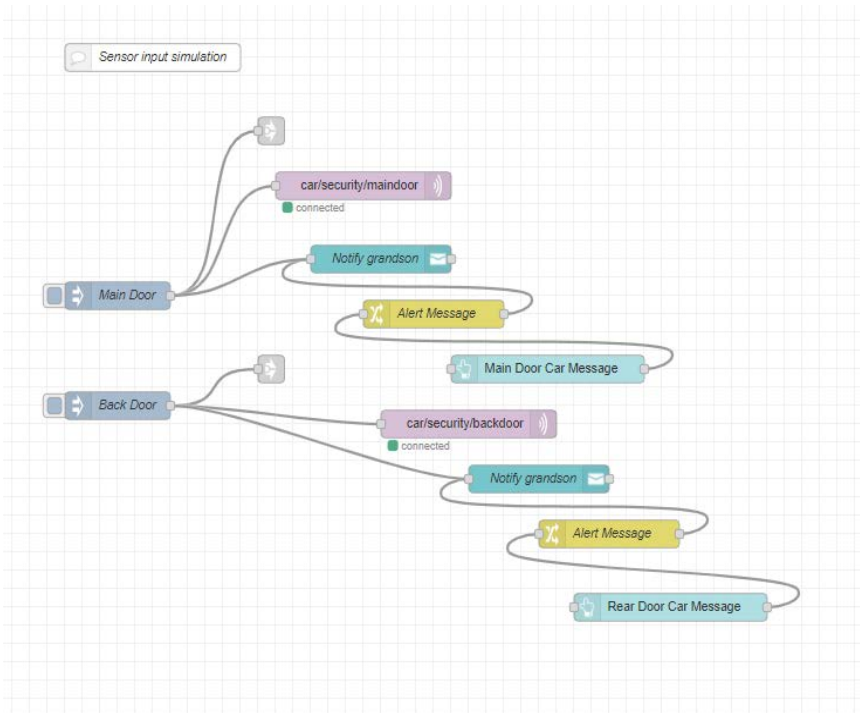 Sensor input simulation
car/security/maindoor
connected
Notify grandson
Main Door
Alert Message
Main Door Car Message
Back Door
car/security/backdoor
connected
Notify grandson
Alert Message
Rear Door Car Message